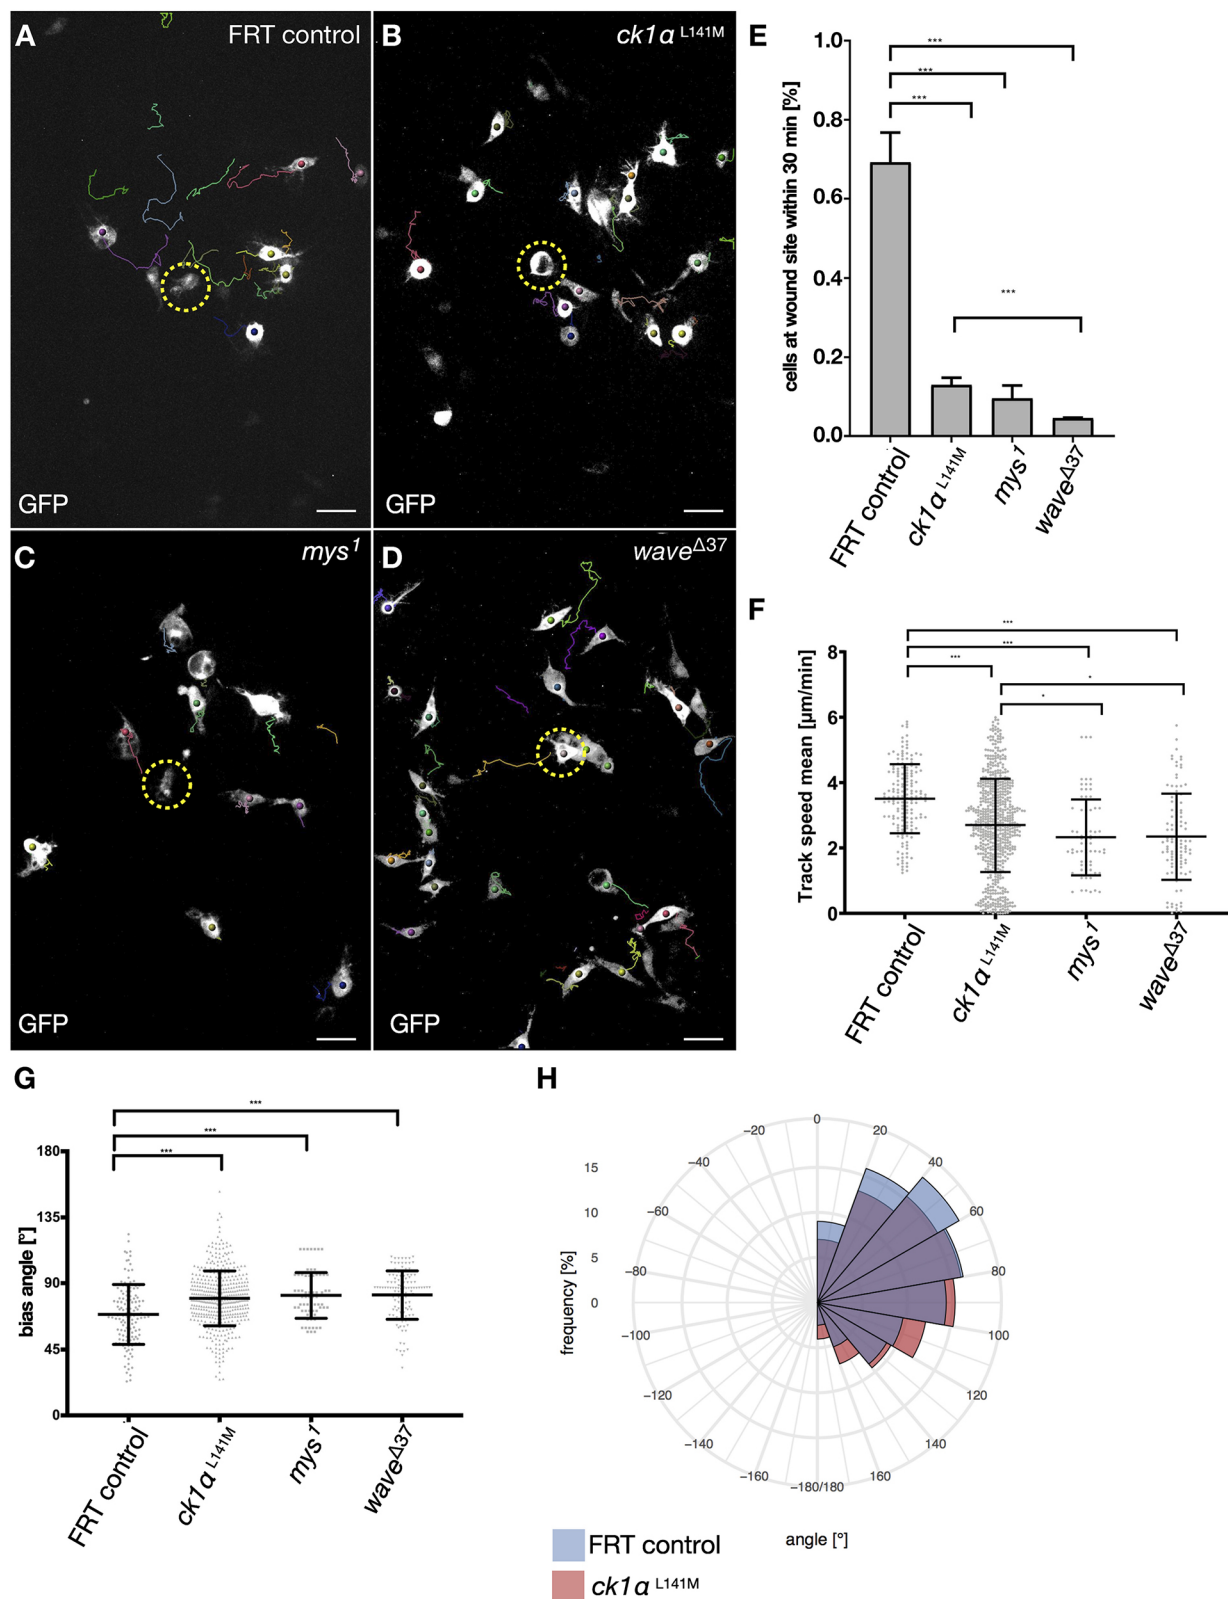 A
FRT control
GFP
B
ck1α L141M
GFP
C
mys1
GFP
D
waveΔ37
GFP
E
cells at wound site within 30 min [%]
1.0
0.8
0.6
0.4
0.2
0.0
***
***
***
***
FRT control
ck1α L141M
mys1
waveΔ37
F
Track speed mean [µm/min]
8
6
4
2
0
***
***
***
*
*
FRT control
ck1α L141M
mys1
waveΔ37
G
bias angle [°]
180
135
90
45
0
***
***
***
FRT control
ck1α L141M
mys1
waveΔ37
H
frequency [%]
15
10
5
0
0
20
40
60
80
100
120
140
160
−180/180
−160
−140
−120
−100
−80
−60
−40
−20
angle [°]
FRT control
ck1α L141M